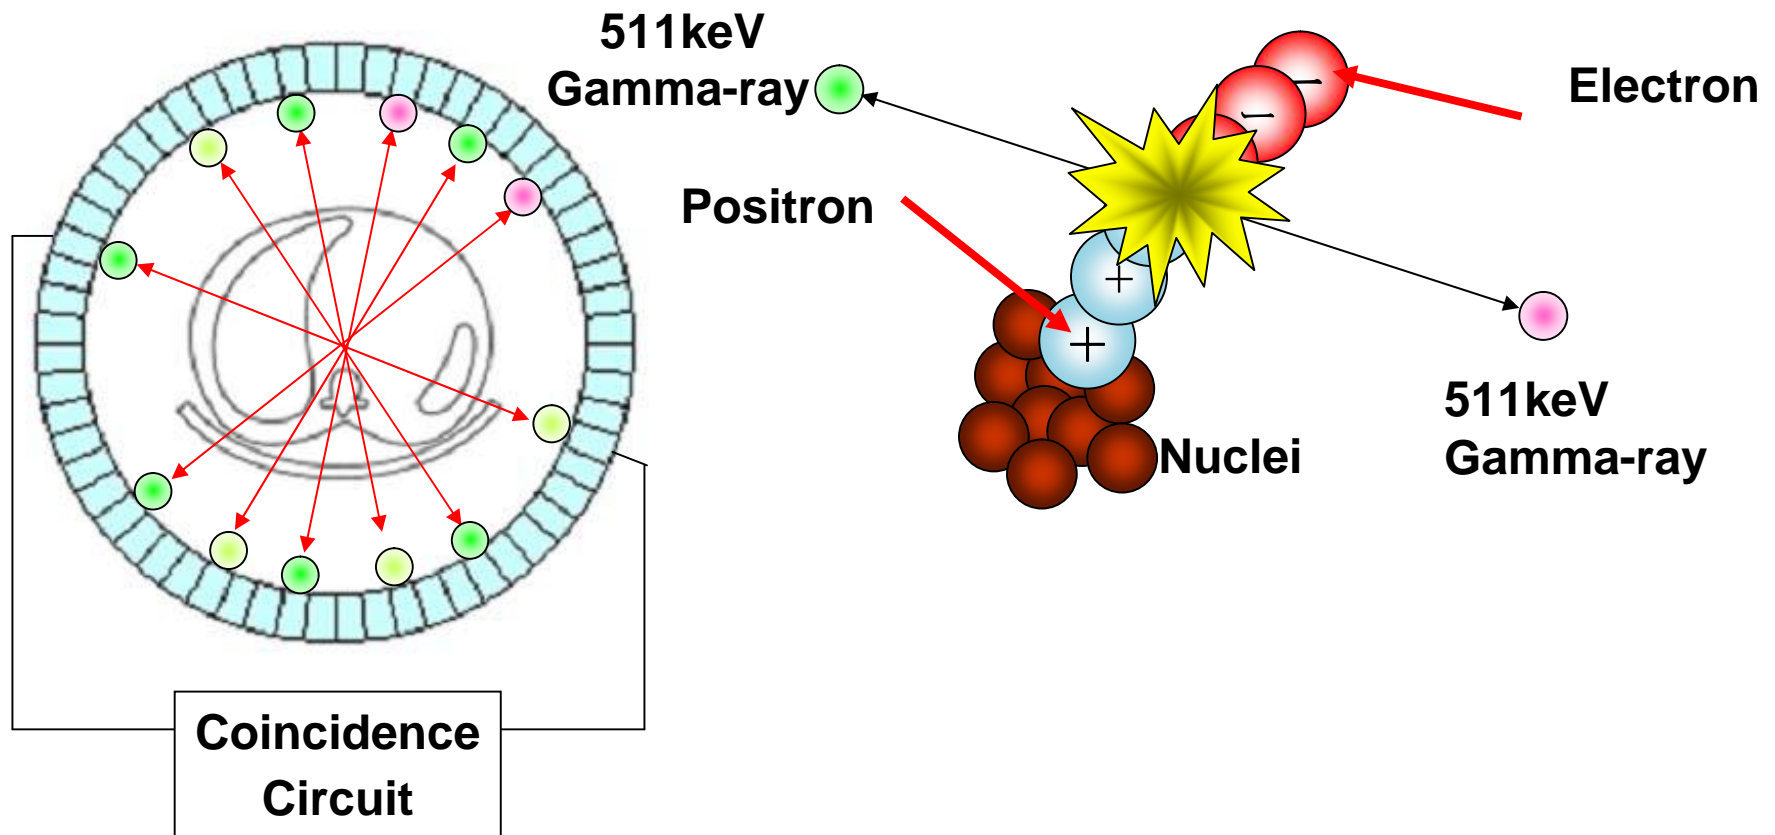 511keV
Gamma-ray
Electron
Positron
+
+
511keV
Gamma-ray
Nuclei
Coincidence
Circuit